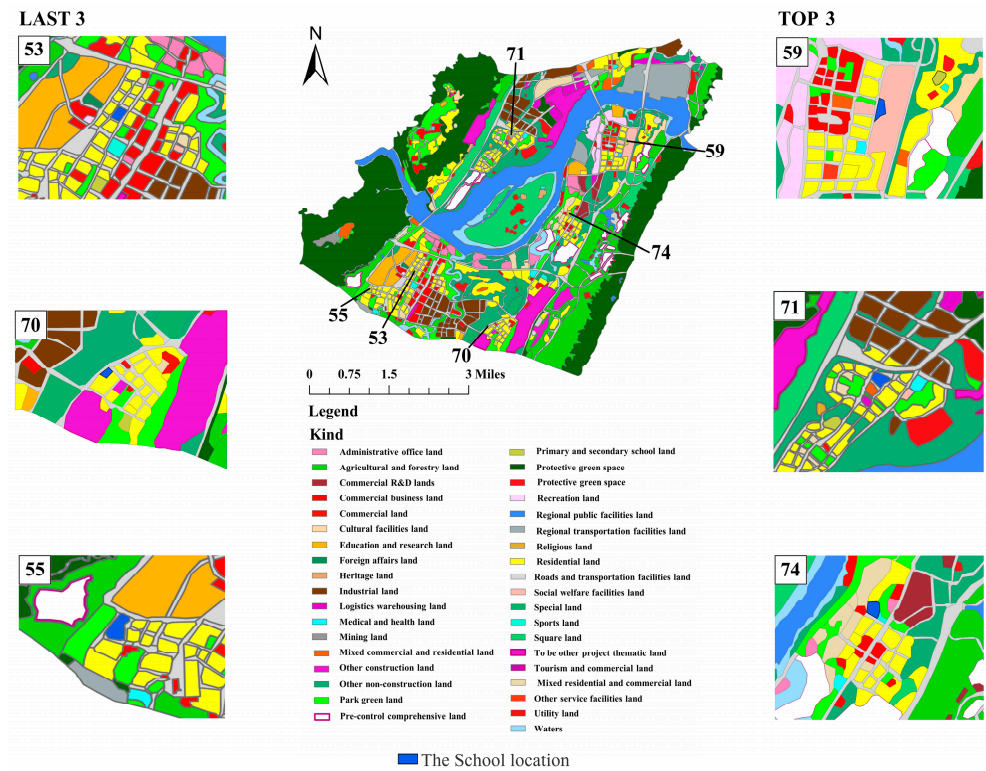 LAST 3
TOP 3
N
53
59
71
59
74
55
53
70
70
71
55
74
0 0.75 1.5 3 Miles
Legend
Kind
Administrative office land
Agricultural and forestry land
Commercial R&D lands
Commercial business land
Commercial land
Cultural facilities land
Education and research land
Foreign affairs land
Heritage land
Industrial land
Logistics warehousing land
Medical and health land
Mining land
Mixed commercial and residential land
Other construction land
Other non-construction land
Park green land
Pre-control comprehensive land
Primary and secondary school land
Protective green space
Protective green space
Recreation land
Regional public facilities land
Regional transportation facilities land
Religious land
Residential land
Roads and transportation facilities land
Social welfare facilities land
Special land
Sports land
Square land
To be other project thematic land
Tourism and commercial land
Mixed residential and commercial land
Other service facilities land
Utility land
Waters
The School location